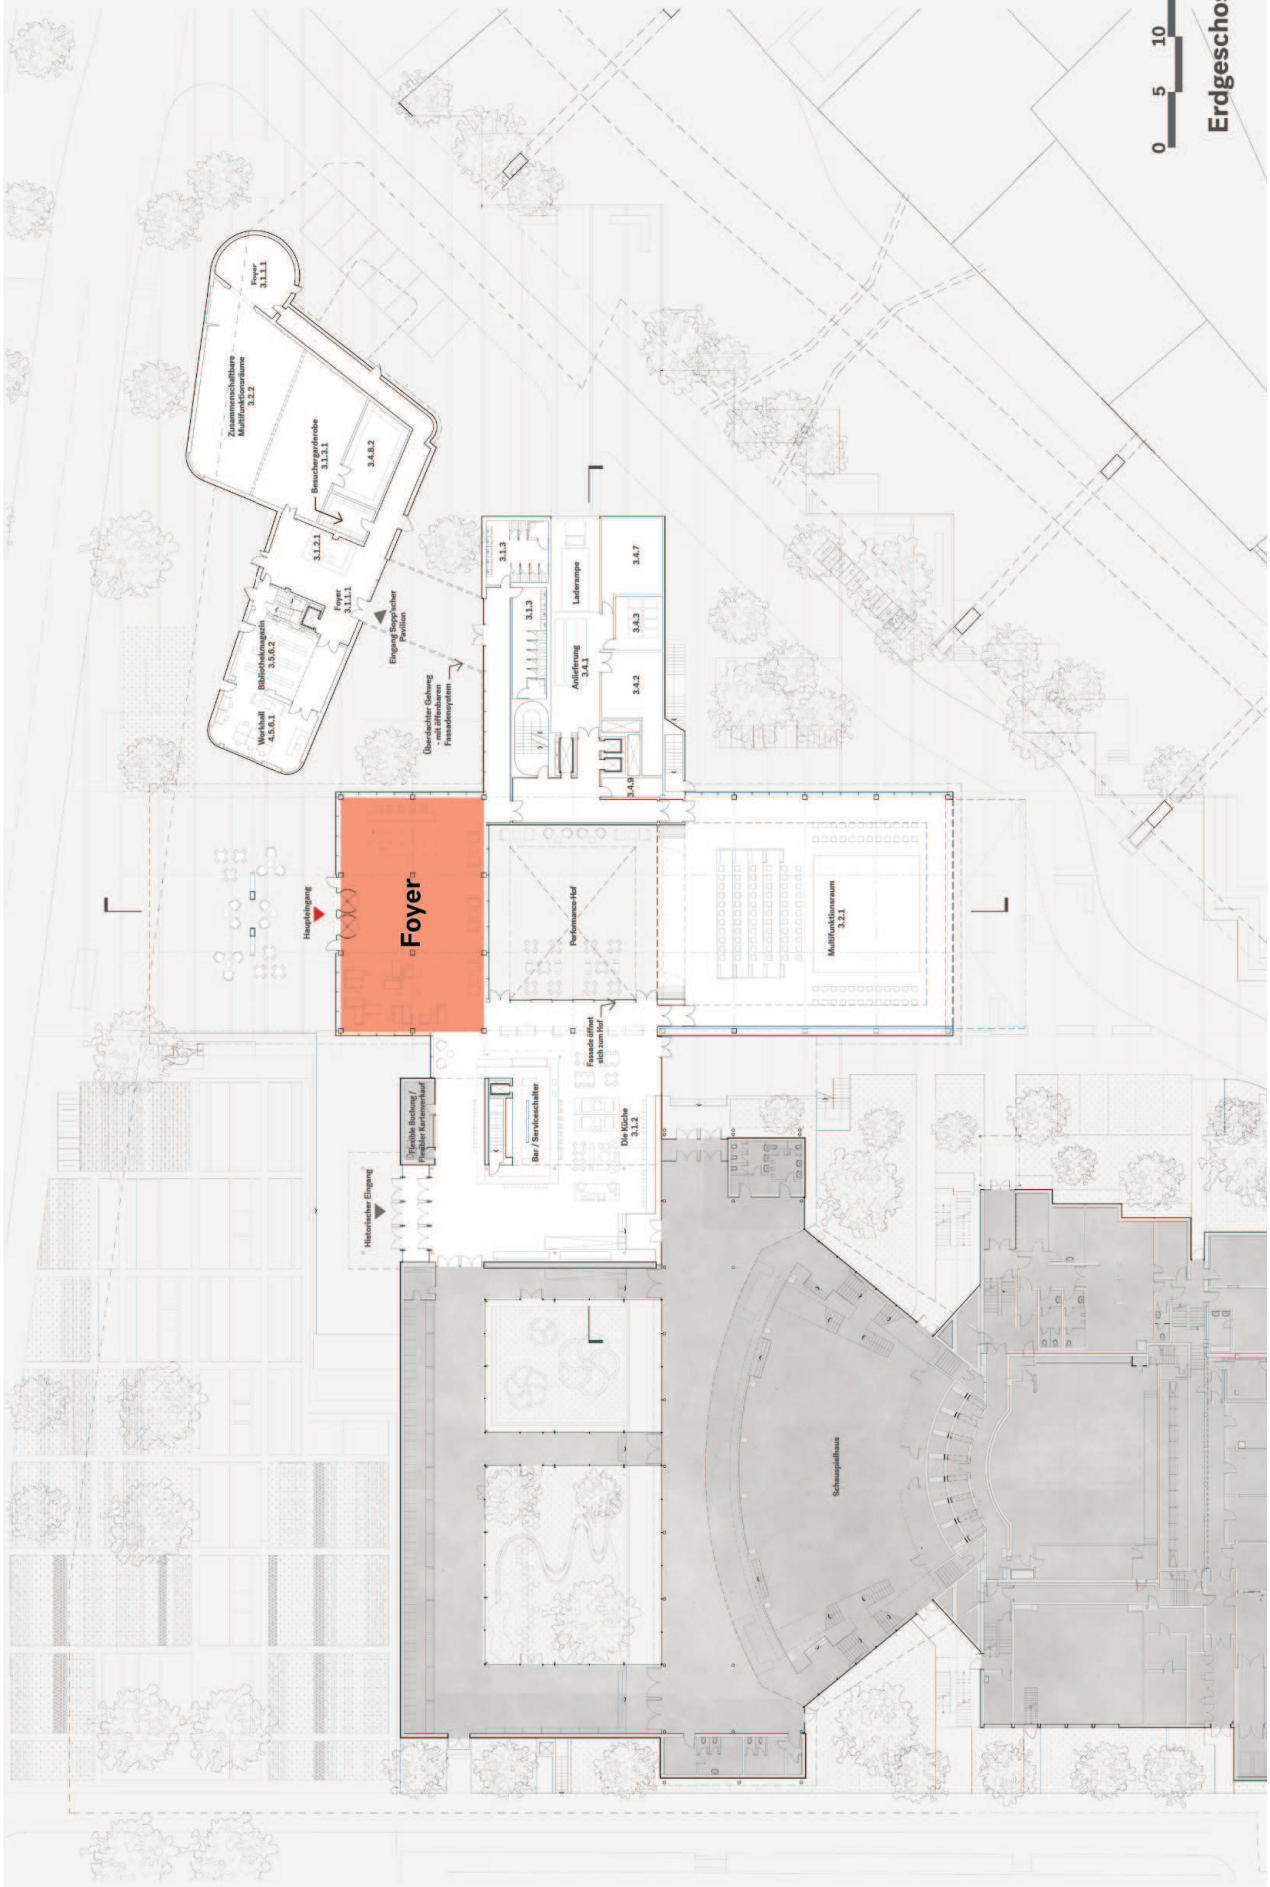 0 5 10
Erdgeschos
Foyer
3.1.1.1
Zusammenschaltbare
Multifunktionsräume
3.2.2
Besuchergarderobe
3.1.3.1
3.4.8.2
3.1.2.1
Foyer
3.1.1.1
Eingang Sopp'scher
Pavillon
Bibliothekmagazin
3.5.6.2
Workhall
4.5.6.1
Überdachter Gehweg
- mit öffenbaren
Fassadensystem
3.1.3
3.1.3
Laderampe
Anlieferung
3.4.1
3.4.7
3.4.3
3.4.2
3.4.9
Haupteingang
Foyer
Performance-Hof
Multifunktionsraum
3.2.1
Fassade öffnet
sich zum Hof
Flexible Buchung /
Flexibler Kartenverkauf
Bar / Serviceschalter
Die Küche
3.1.2
Historischer Eingang
Schauspielhaus